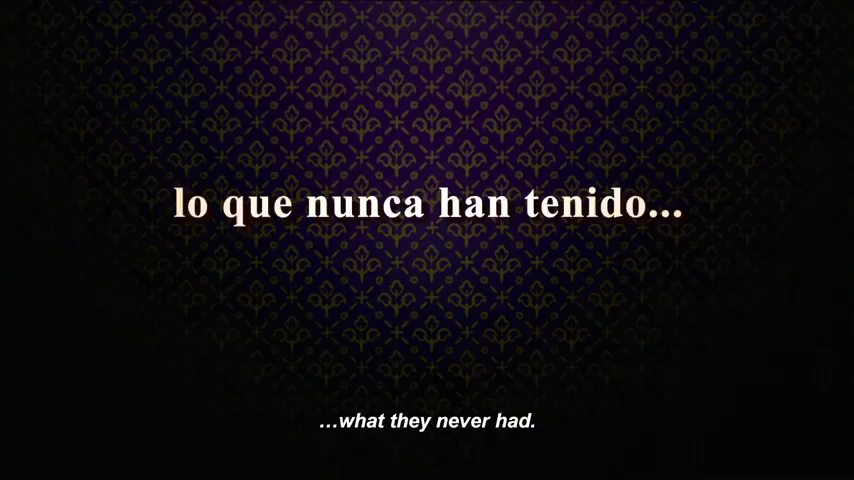 lo que nunca han tenido...
...what they never had.